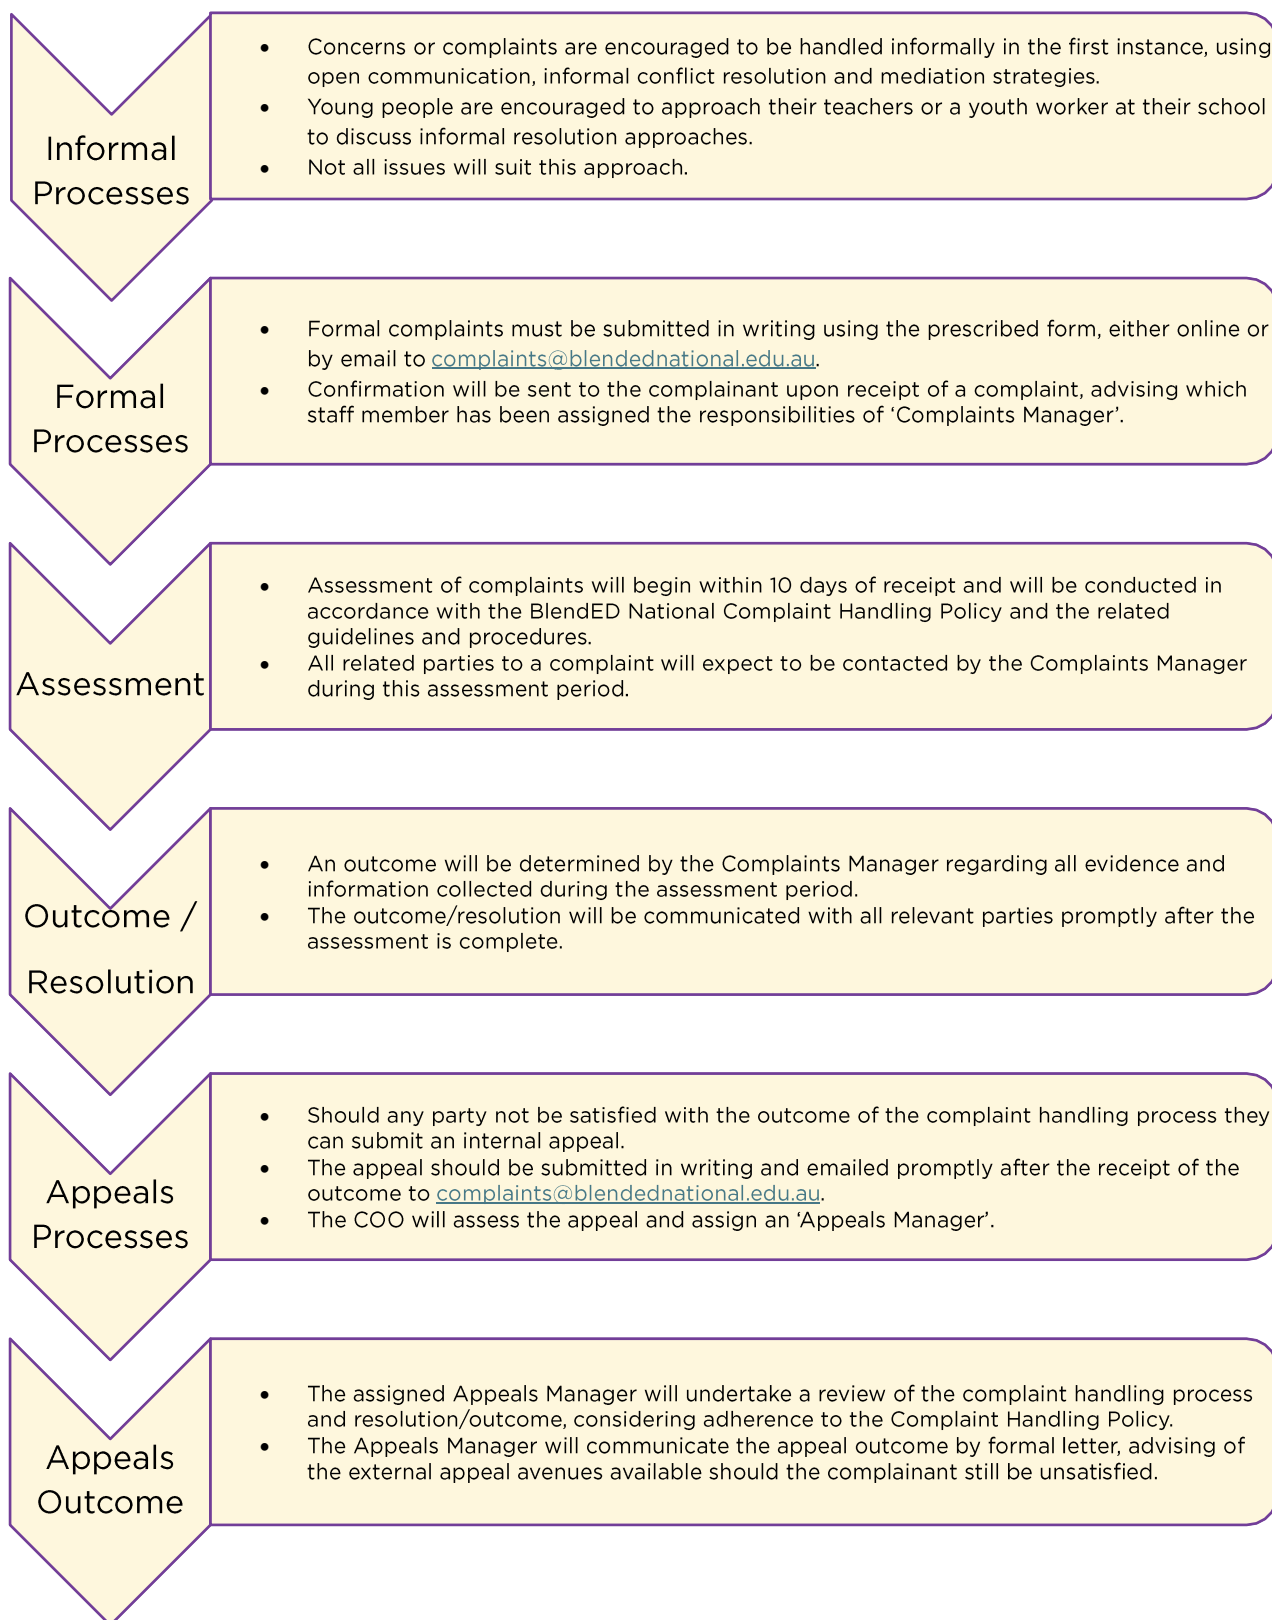 Informal
Processes
• Concerns or complaints are encouraged to be handled informally in the first instance, using
open communication, informal conflict resolution and mediation strategies.
• Young people are encouraged to approach their teachers or a youth worker at their school
to discuss informal resolution approaches.
• Not all issues will suit this approach.
Formal
Processes
• Formal complaints must be submitted in writing using the prescribed form, either online or
by email to complaints@blendednational.edu.au.
• Confirmation will be sent to the complainant upon receipt of a complaint, advising which
staff member has been assigned the responsibilities of ‘Complaints Manager’.
Assessment
• Assessment of complaints will begin within 10 days of receipt and will be conducted in
accordance with the BlendED National Complaint Handling Policy and the related
guidelines and procedures.
• All related parties to a complaint will expect to be contacted by the Complaints Manager
during this assessment period.
Outcome /
Resolution
• An outcome will be determined by the Complaints Manager regarding all evidence and
information collected during the assessment period.
• The outcome/resolution will be communicated with all relevant parties promptly after the
assessment is complete.
Appeals
Processes
• Should any party not be satisfied with the outcome of the complaint handling process they
can submit an internal appeal.
• The appeal should be submitted in writing and emailed promptly after the receipt of the
outcome to complaints@blendednational.edu.au.
• The COO will assess the appeal and assign an ‘Appeals Manager’.
Appeals
Outcome
• The assigned Appeals Manager will undertake a review of the complaint handling process
and resolution/outcome, considering adherence to the Complaint Handling Policy.
• The Appeals Manager will communicate the appeal outcome by formal letter, advising of
the external appeal avenues available should the complainant still be unsatisfied.